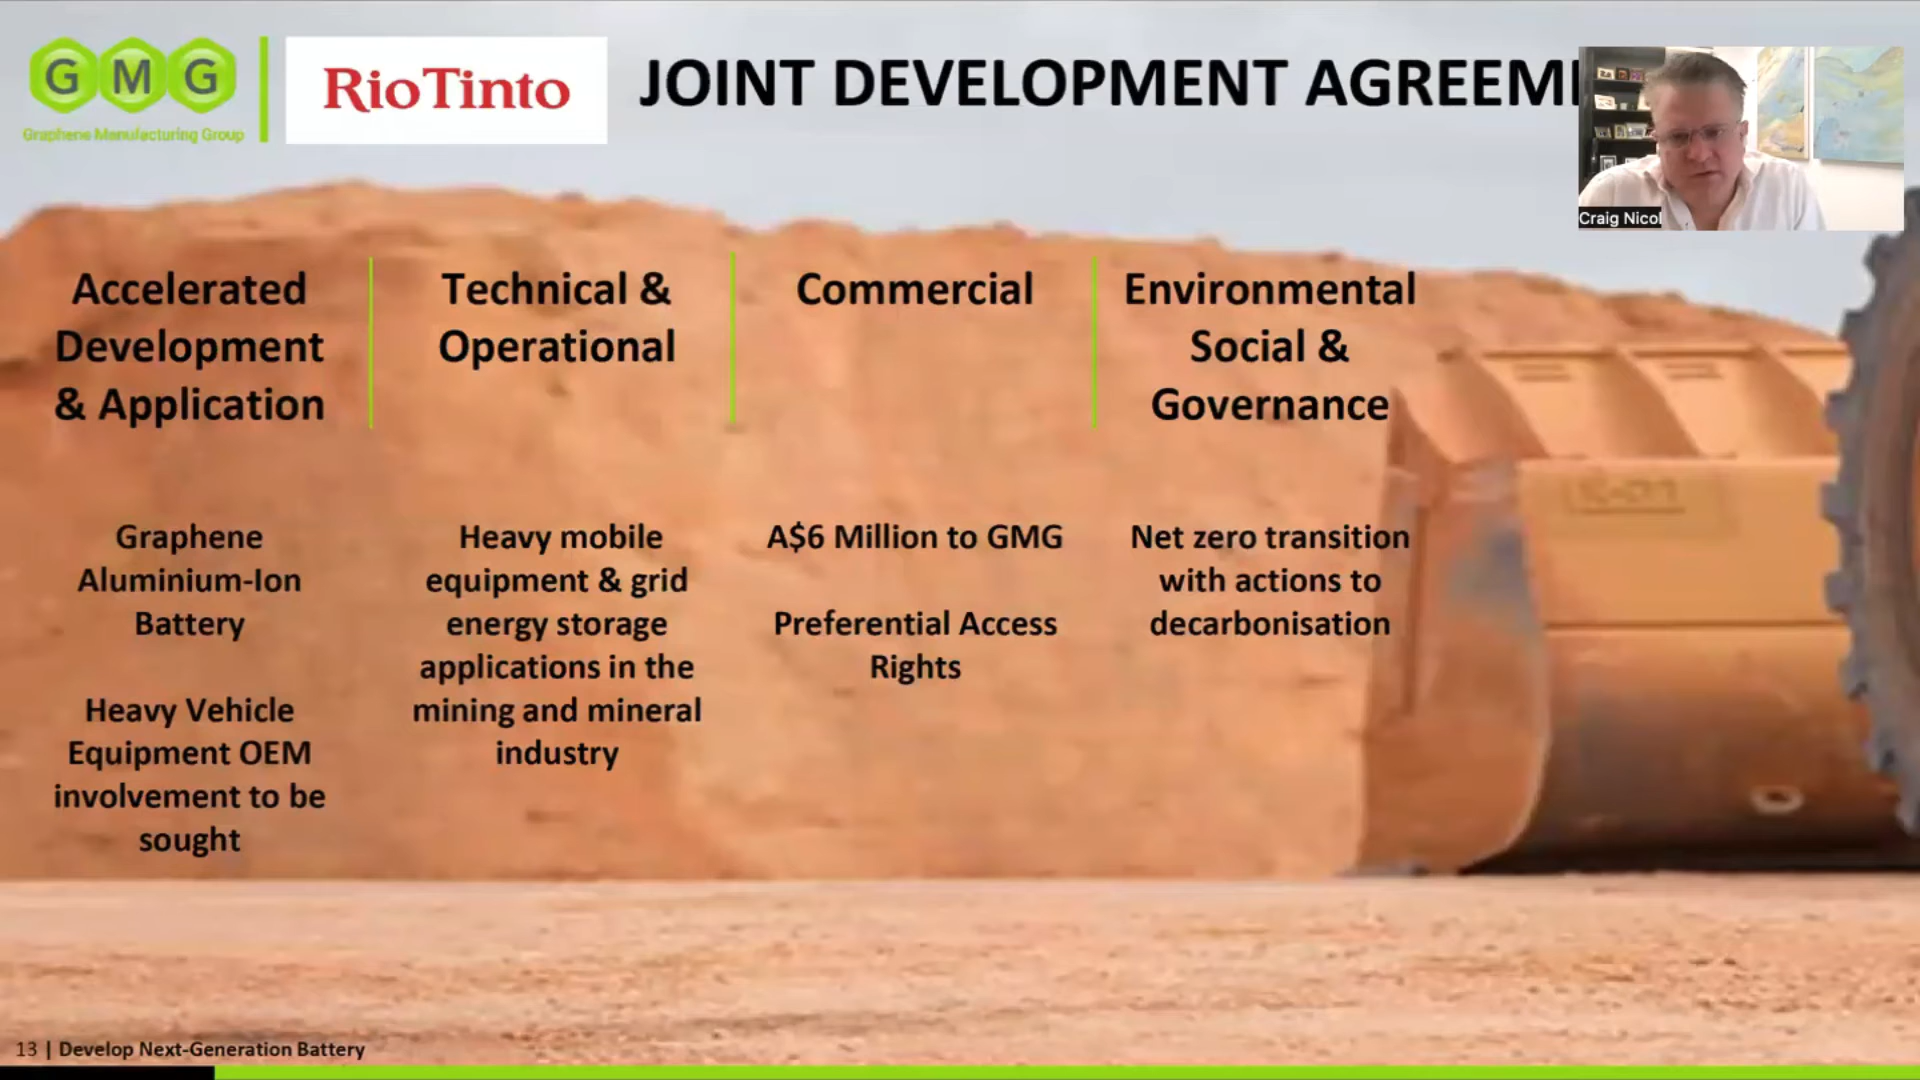 GMG
Graphene Manufacturing Group
RioTinto
JOINT DEVELOPMENT AGREEM
Craig Nicol
Accelerated
Development
& Application
Technical &
Operational
Commercial
Environmental
Social &
Governance
Graphene
Aluminium-Ion
Battery
Heavy Vehicle
Equipment OEM
involvement to be
sought
Heavy mobile
equipment & grid
energy storage
applications in the
mining and mineral
industry
A$6 Million to GMG
Preferential Access
Rights
Net zero transition
with actions to
decarbonisation
13 | Develop Next-Generation Battery